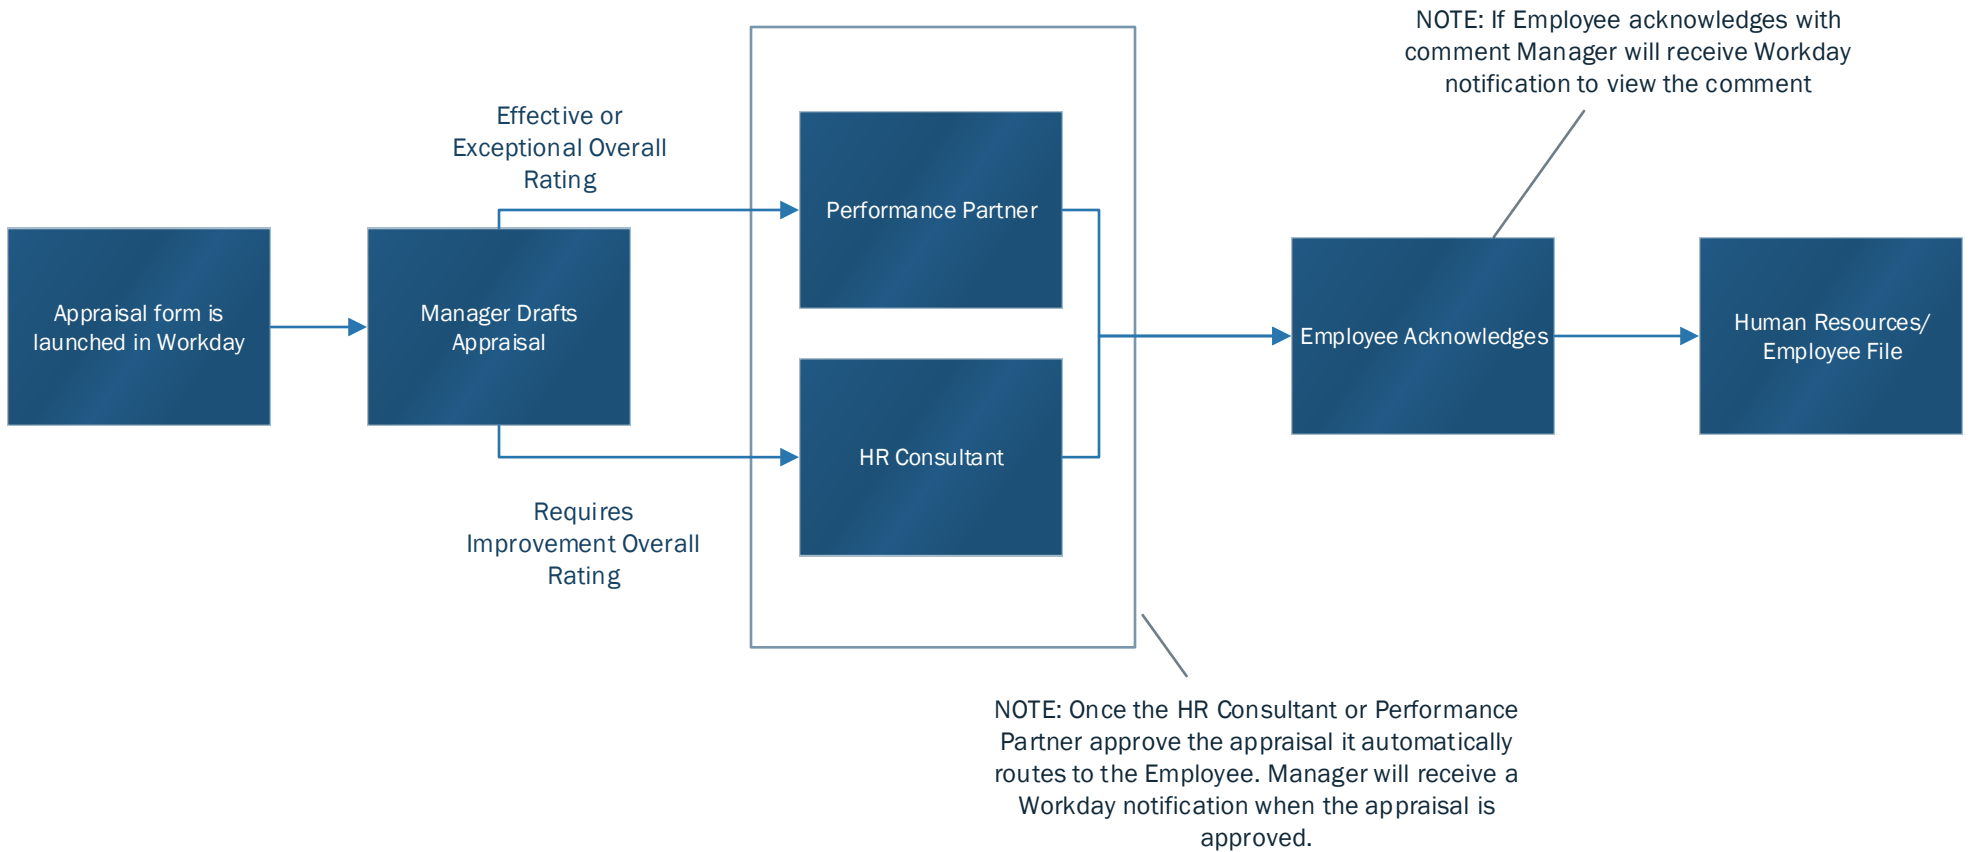 Appraisal form is
launched in Workday
Manager Drafts
Appraisal
Effective or
Exceptional Overall
Rating
Requires
Improvement Overall
Rating
Performance Partner
HR Consultant
NOTE: Once the HR Consultant or Performance
Partner approve the appraisal it automatically
routes to the Employee. Manager will receive a
Workday notification when the appraisal is
approved.
Employee Acknowledges
NOTE: If Employee acknowledges with
comment Manager will receive Workday
notification to view the comment
Human Resources/
Employee File